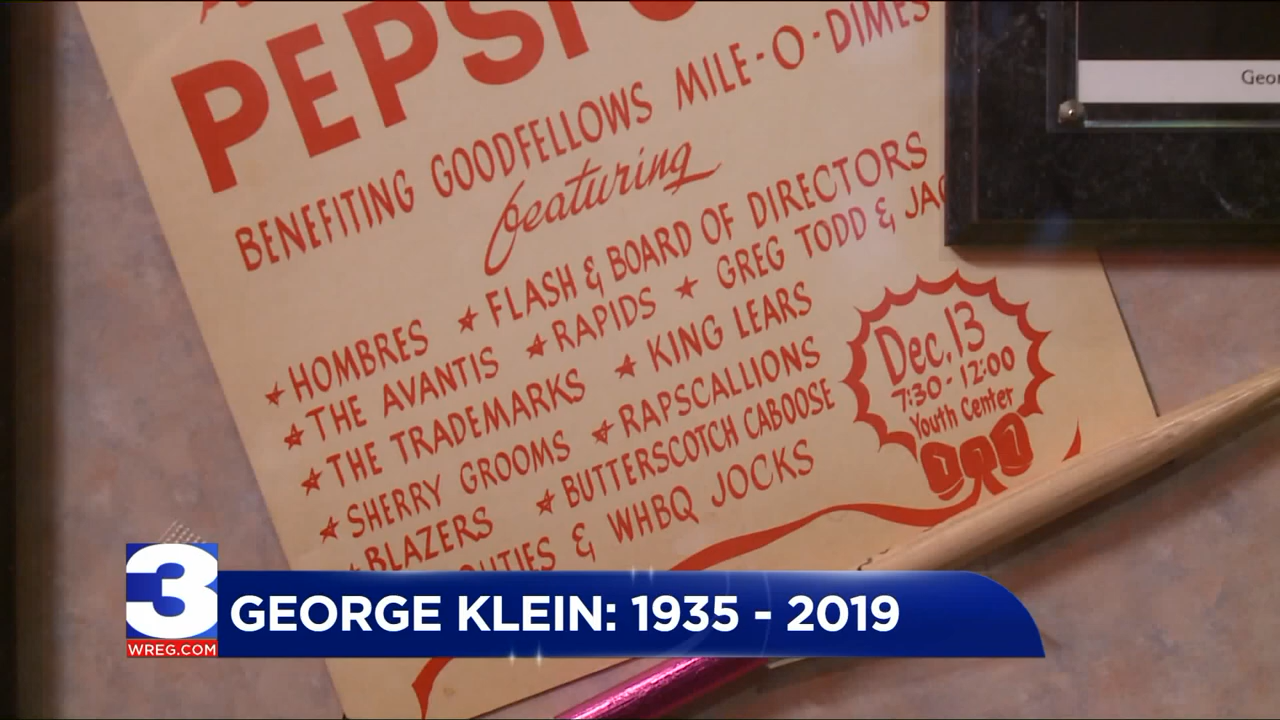 PEPSI
BENEFITING GOODFELLOWS MILE-O-DIMES
featuring
HOMBRES ★ FLASH & BOARD OF DIRECTORS
★ THE AVANTIS ★ RAPIDS ★ GREG TODD & JAC
★ THE TRADEMARKS ★ KING LEARS
★ SHERRY GROOMS ★ RAPSCALLIONS
★ BLAZERS ★ BUTTERSCOTCH CABOOSE
& WHBQ JOCKS
Dec. 13
7:30 - 12:00
Youth Center
Geor
3
WREG.COM
GEORGE KLEIN: 1935 - 2019